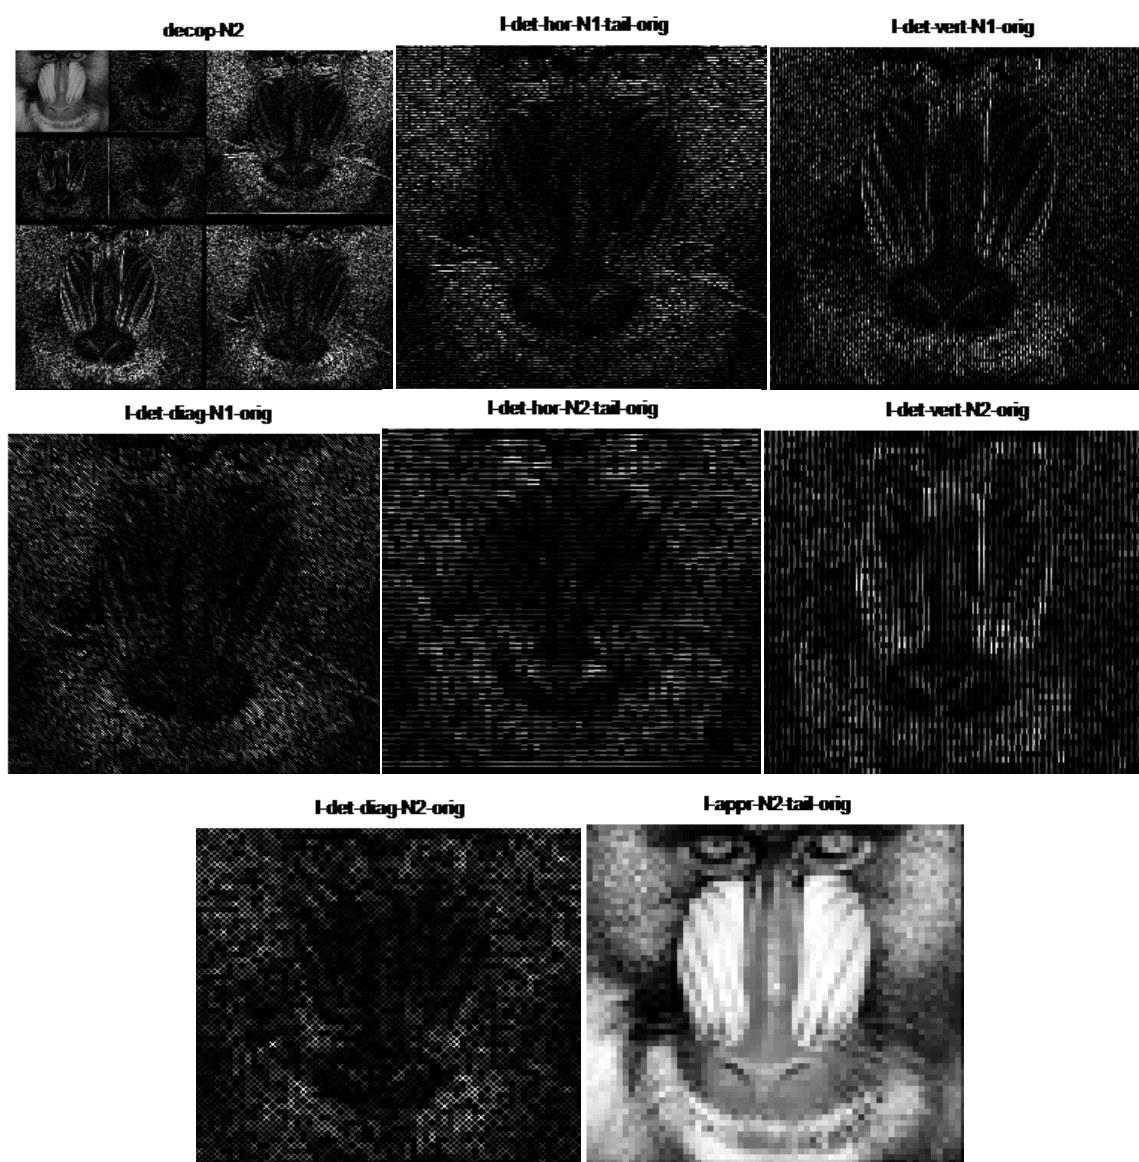 decop-N2
I-det-hor-N1-tail-orig
I-det-vert-N1-orig
I-det-diag-N1-orig
I-det-hor-N2-tail-orig
I-det-vert-N2-orig
I-det-diag-N2-orig
I-appr-N2-tail-orig